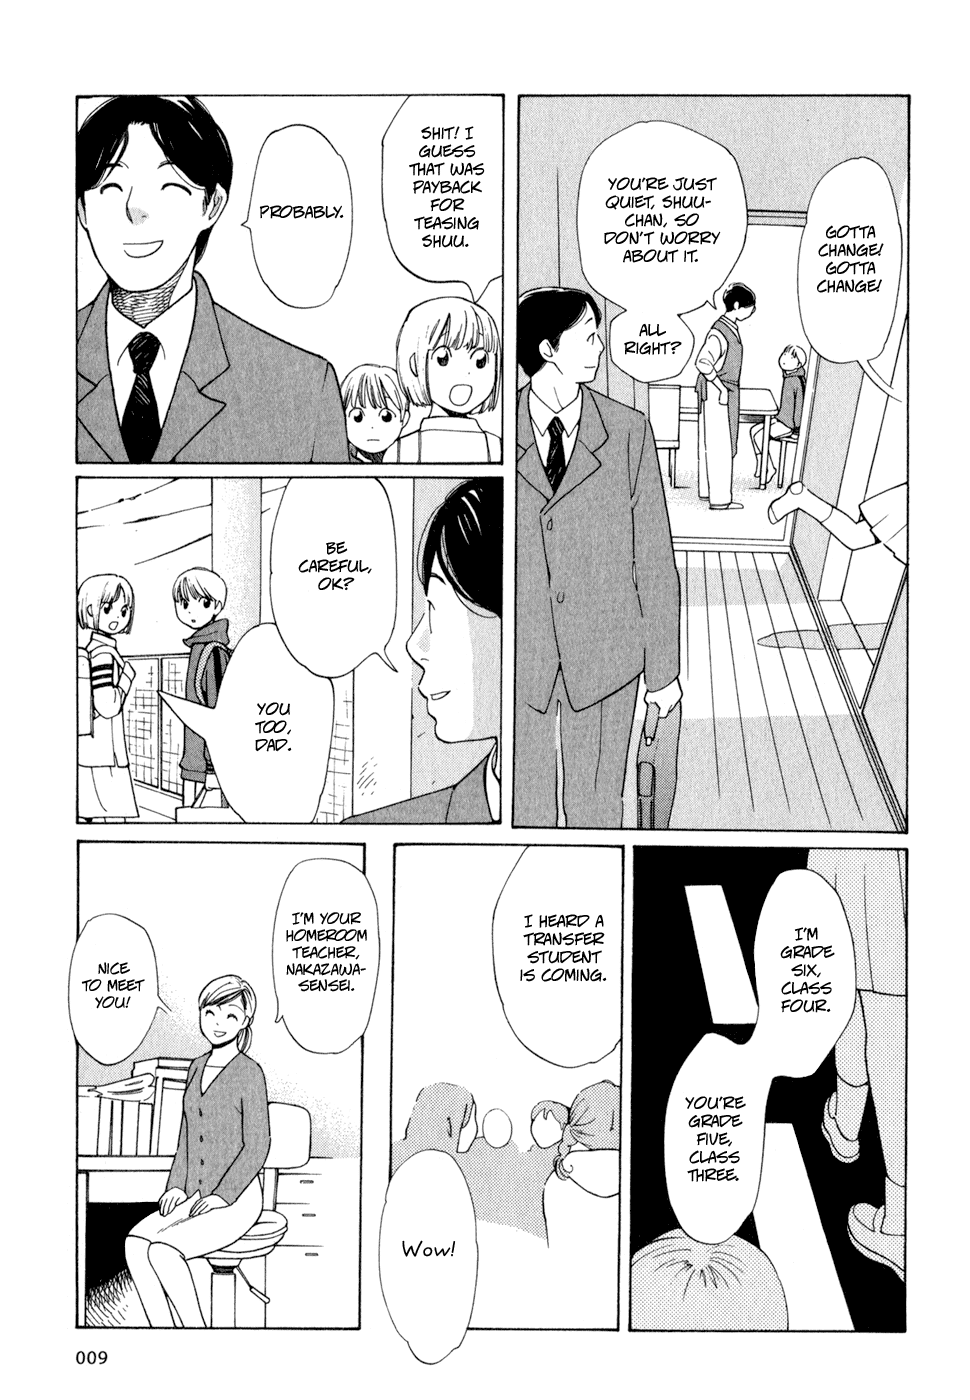 GOTTA
CHANGE!
GOTTA
CHANGE!
YOU'RE JUST
QUIET, SHUU-
CHAN, SO
DON'T WORRY
ABOUT IT.
ALL
RIGHT?
SHIT! I
GUESS
THAT WAS
PAYBACK
FOR
TEASING
SHUU.
PROBABLY.
BE
CAREFUL,
OK?
YOU
TOO,
DAD.
I'M
GRADE
SIX,
CLASS
FOUR.
YOU'RE
GRADE
FIVE,
CLASS
THREE.
I HEARD A
TRANSFER
STUDENT
IS COMING.
Wow!
I'M YOUR
HOMEROOM
TEACHER,
NAKAZAWA-
SENSEI.
NICE
TO MEET
YOU!
009